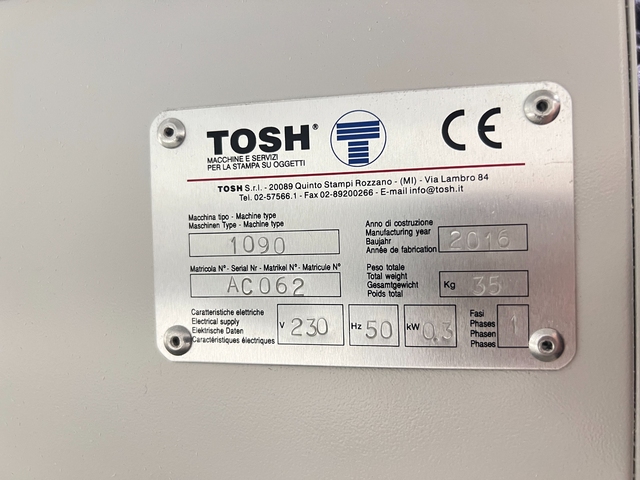 TOSH®
MACCHINE E SERVIZI
PER LA STAMPA SU OGGETTI
T
CE
TOSH S.r.l. - 20089 Quinto Stampi Rozzano - (MI) - Via Lambro 84
Tel. 02-57566.1 - Fax 02-89200266 - E-mail info@tosh.it
Macchina tipo - Machine type
Maschinen Type - Machine type
1090
Anno di costruzione
Manufacturing year
Baujahr
Année de fabrication
2016
Matricola N° - Serial Nr - Matrikel N° - Matricule N°
AC062
Peso totale
Total weight
Gesamtgewicht
Poids total
Kg 35
Caratteristiche elettriche
Electrical supply
Elektrische Daten
Caractéristiques électriques
V 230
Hz 50
kW 0.3
Fasi
Phases
Phasen
Phases
1